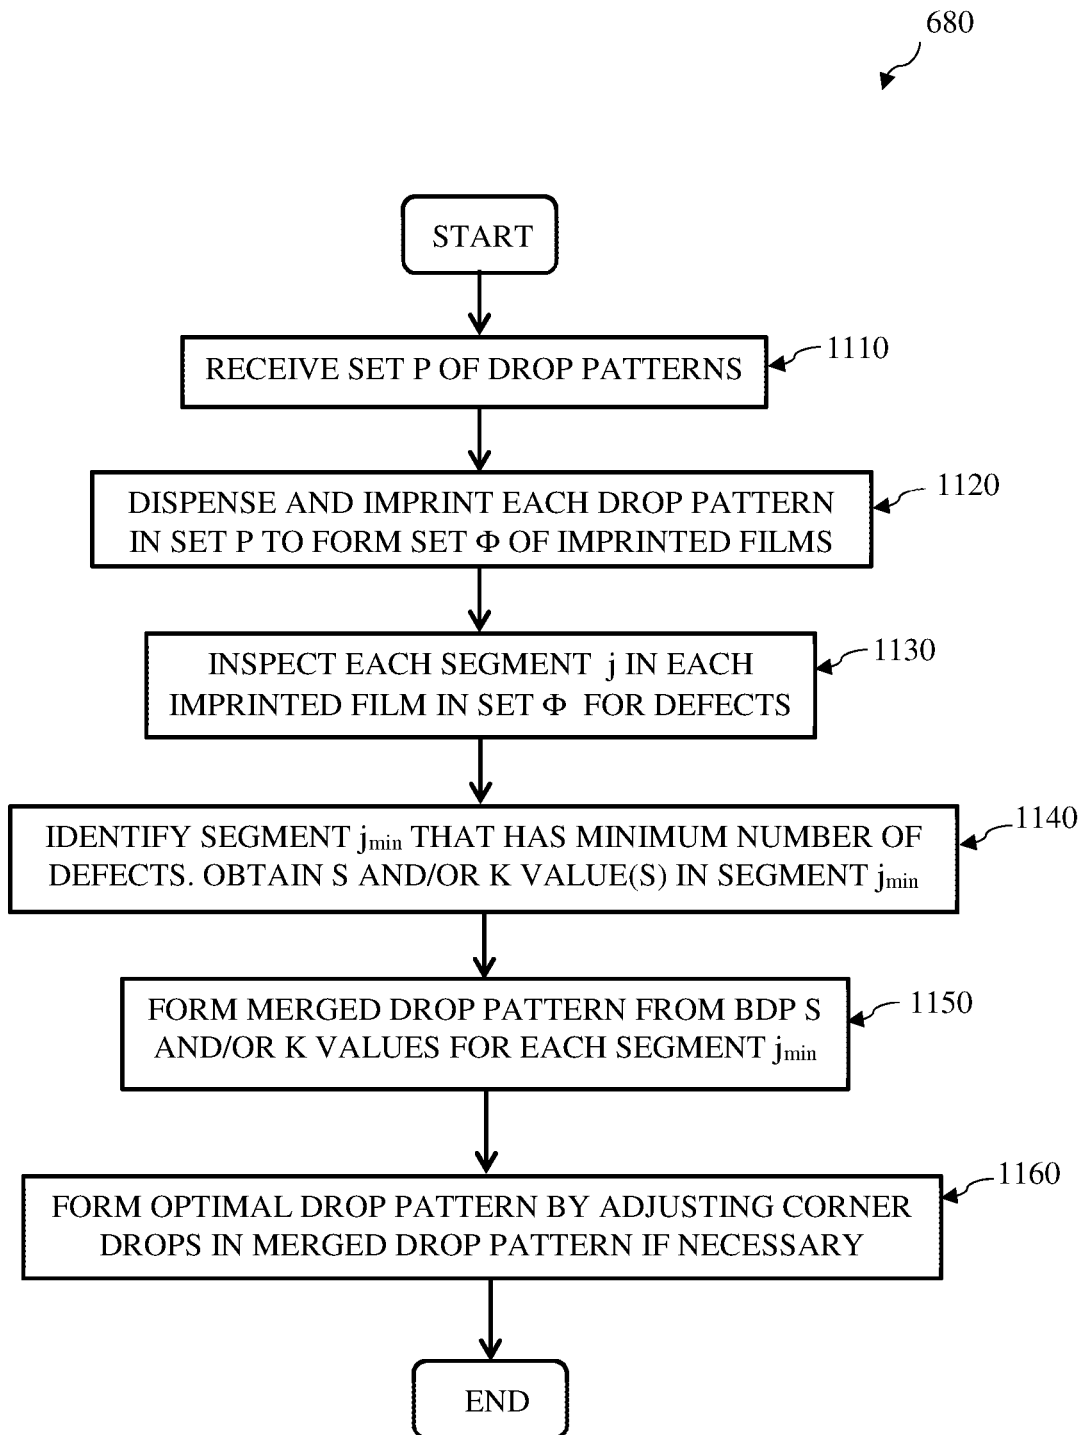 680
START
RECEIVE SET P OF DROP PATTERNS
1110
DISPENSE AND IMPRINT EACH DROP PATTERN
IN SET P TO FORM SET Φ OF IMPRINTED FILMS
1120
INSPECT EACH SEGMENT j IN EACH
IMPRINTED FILM IN SET Φ FOR DEFECTS
1130
IDENTIFY SEGMENT jmin THAT HAS MINIMUM NUMBER OF
DEFECTS. OBTAIN S AND/OR K VALUE(S) IN SEGMENT jmin
1140
FORM MERGED DROP PATTERN FROM BDP S
AND/OR K VALUES FOR EACH SEGMENT jmin
1150
FORM OPTIMAL DROP PATTERN BY ADJUSTING CORNER
DROPS IN MERGED DROP PATTERN IF NECESSARY
1160
END